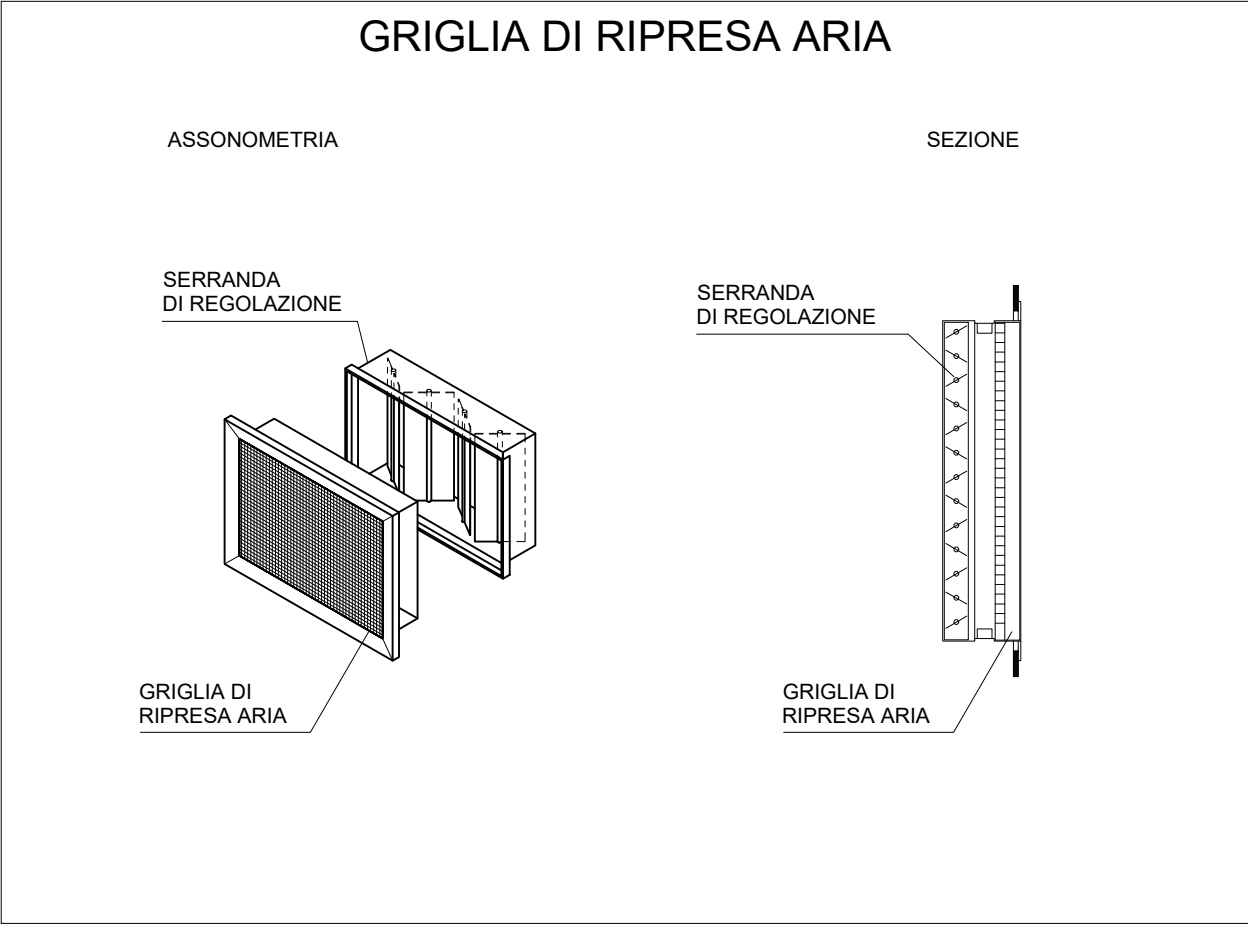 GRIGLIA DI RIPRESA ARIA
ASSONOMETRIA
SEZIONE
SERRANDA
DI REGOLAZIONE
SERRANDA
DI REGOLAZIONE
GRIGLIA DI
RIPRESA ARIA
GRIGLIA DI
RIPRESA ARIA